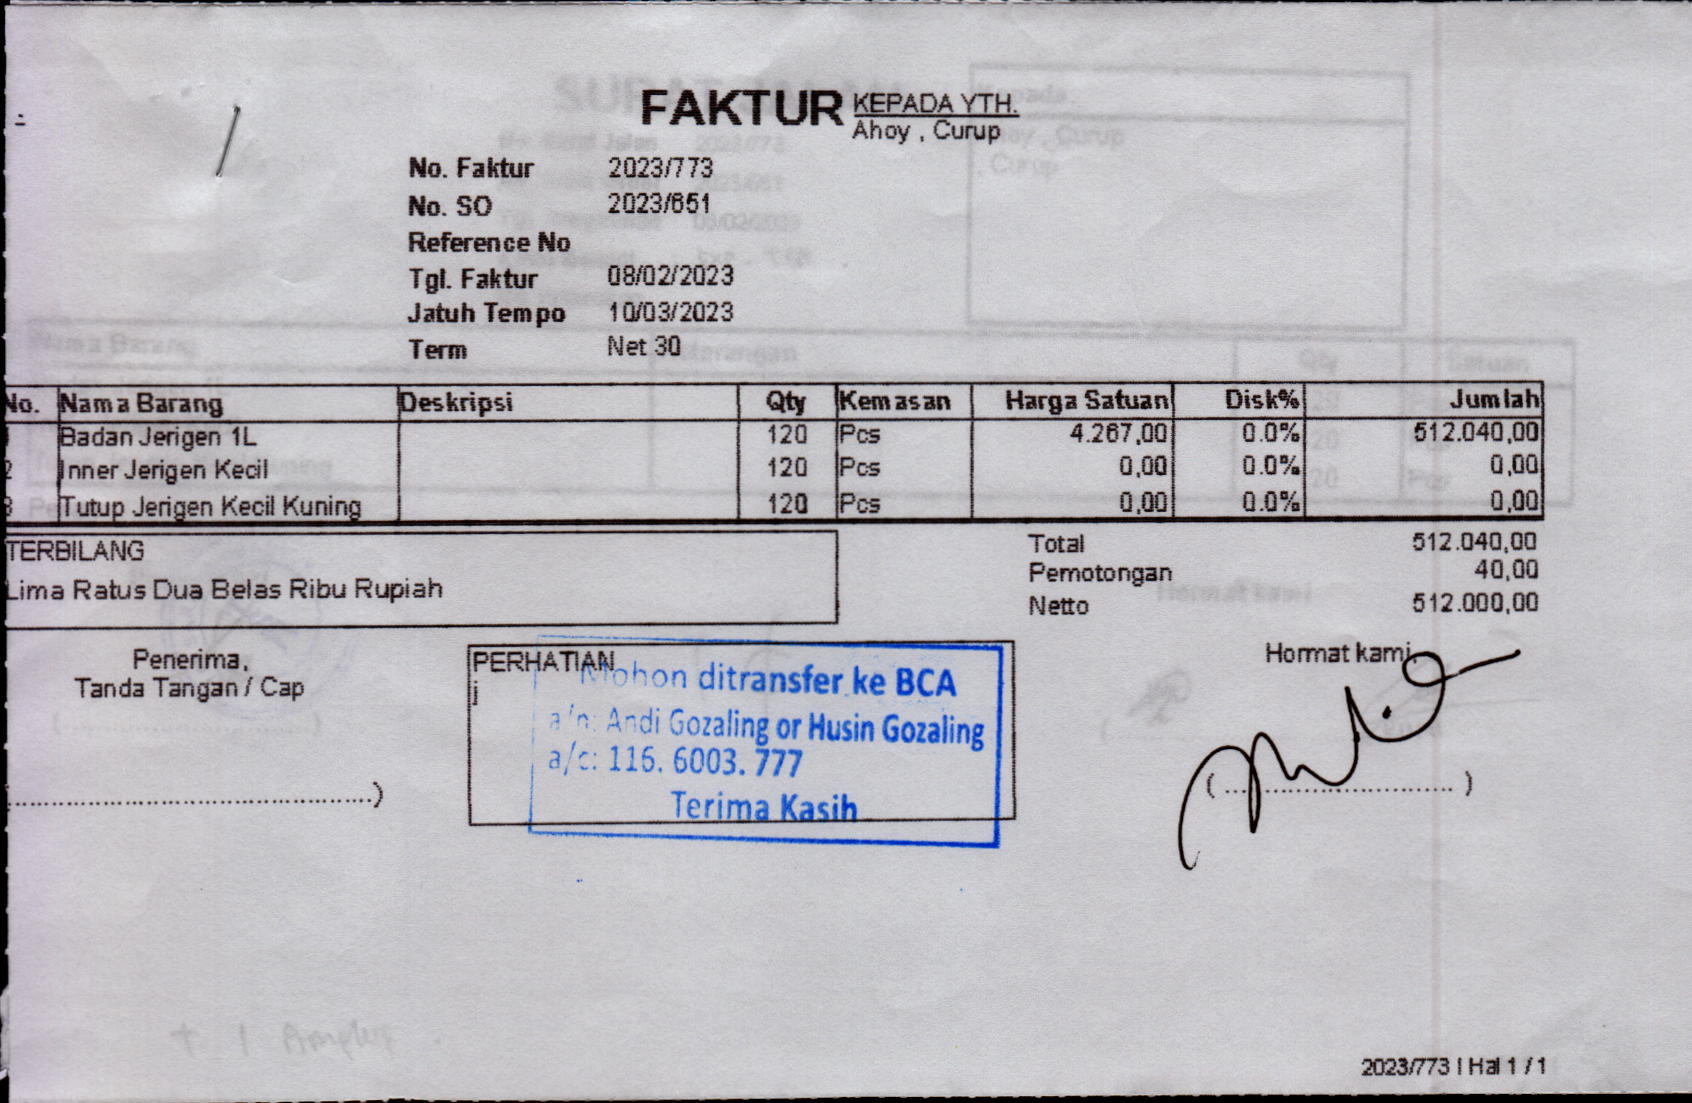 FAKTUR
KEPADA YTH.
Ahoy , Curup
No. Faktur 2023/773
No. SO 2023/651
Reference No
Tgl. Faktur 08/02/2023
Jatuh Tempo 10/03/2023
Term Net 30
No. Nama Barang Deskripsi Qty Kemasan Harga Satuan Disk% Jumlah
Badan Jerigen 1L 120 Pcs 4.267,00 0.0% 512.040,00
2 Inner Jerigen Kecil 120 Pcs 0,00 0.0% 0,00
3 Tutup Jerigen Kecil Kuning 120 Pcs 0,00 0.0% 0,00
TERBILANG
Lima Ratus Dua Belas Ribu Rupiah
Total 512.040,00
Pemotongan 40,00
Netto 512.000,00
Penerima,
Tanda Tangan / Cap
PERHATIAN
j
Mohon ditransfer ke BCA
a/n: Andi Gozaling or Husin Gozaling
a/c: 116. 6003. 777
Terima Kasih
Hormat kami,
2023/773 | Hal 1 / 1